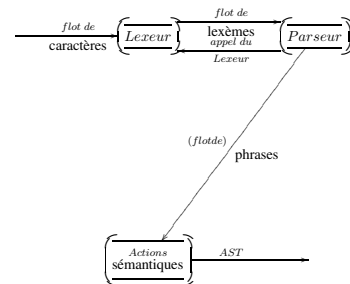 flot de
caractères
Lexeur
flot de
lexèmes
appel du
Lexeur
Parseur
(flotde)
phrases
Actions
sémantiques
AST